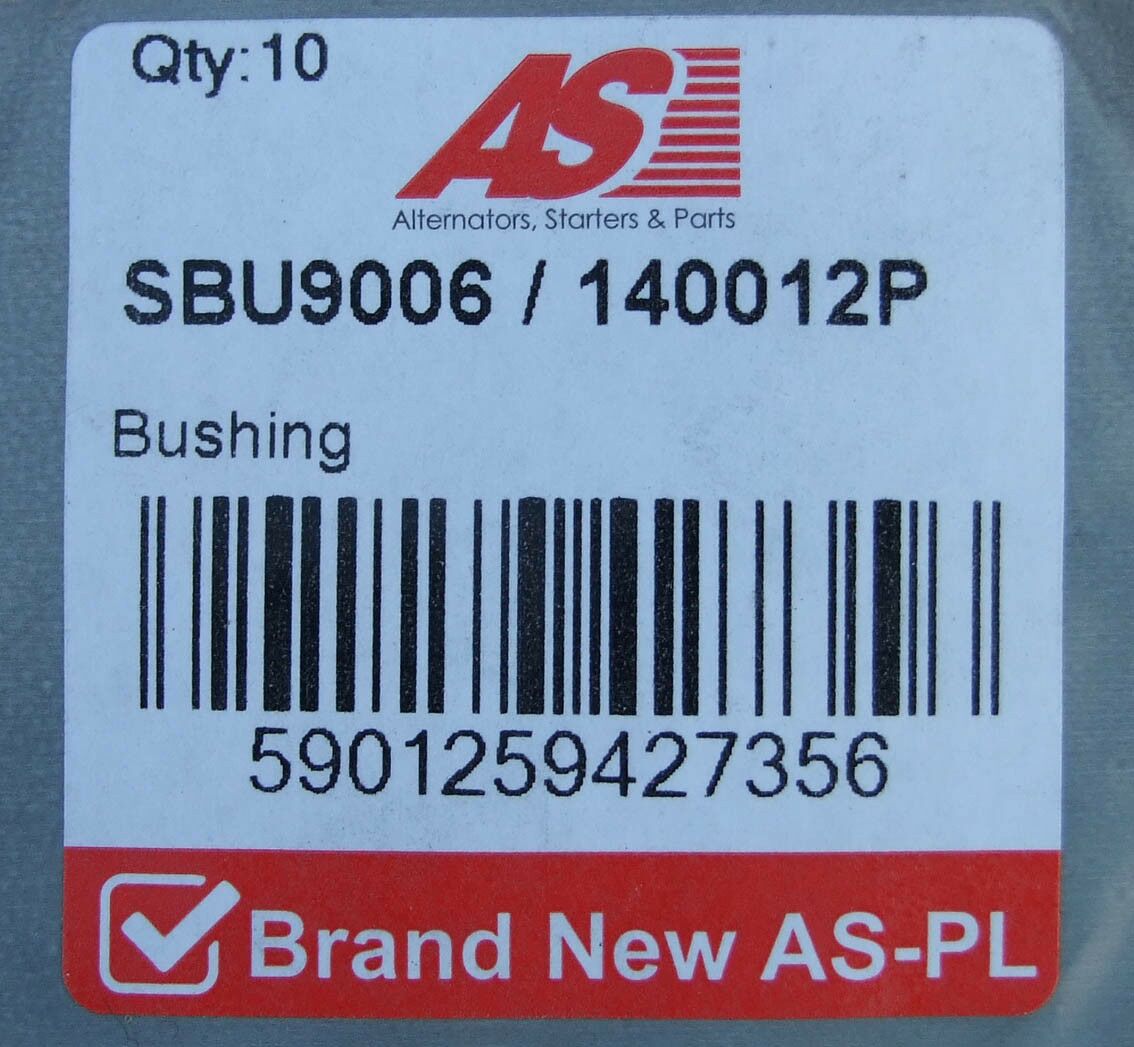 Qty:10
AS
Alternators, Starters & Parts
SBU9006 / 140012P
Bushing
5901259427356
Brand New AS-PL